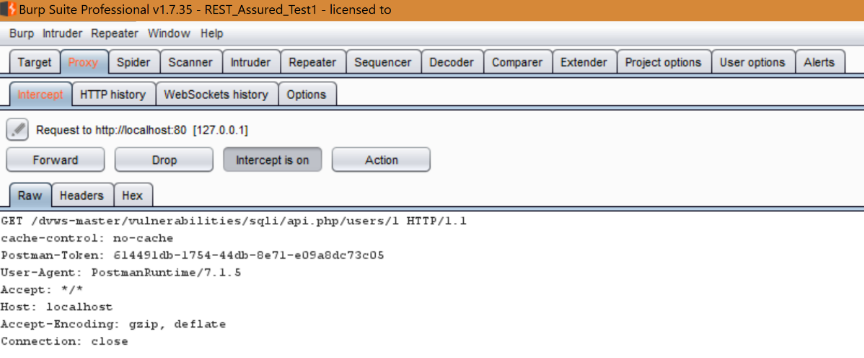 Burp Suite Professional v1.7.35 - REST_Assured_Test1 - licensed to
Burp Intruder Repeater Window Help
Target Proxy Spider Scanner Intruder Repeater Sequencer Decoder Comparer Extender Project options User options Alerts
Intercept HTTP history WebSockets history Options
Request to http://localhost:80 [127.0.0.1]
Forward Drop Intercept is on Action
Raw Headers Hex
GET /dvws-master/vulnerabilities/sqli/api.php/users/1 HTTP/1.1
cache-control: no-cache
Postman-Token: 614491db-1754-44db-8e71-e09a8dc73c05
User-Agent: PostmanRuntime/7.1.5
Accept: */*
Host: localhost
Accept-Encoding: gzip, deflate
Connection: close